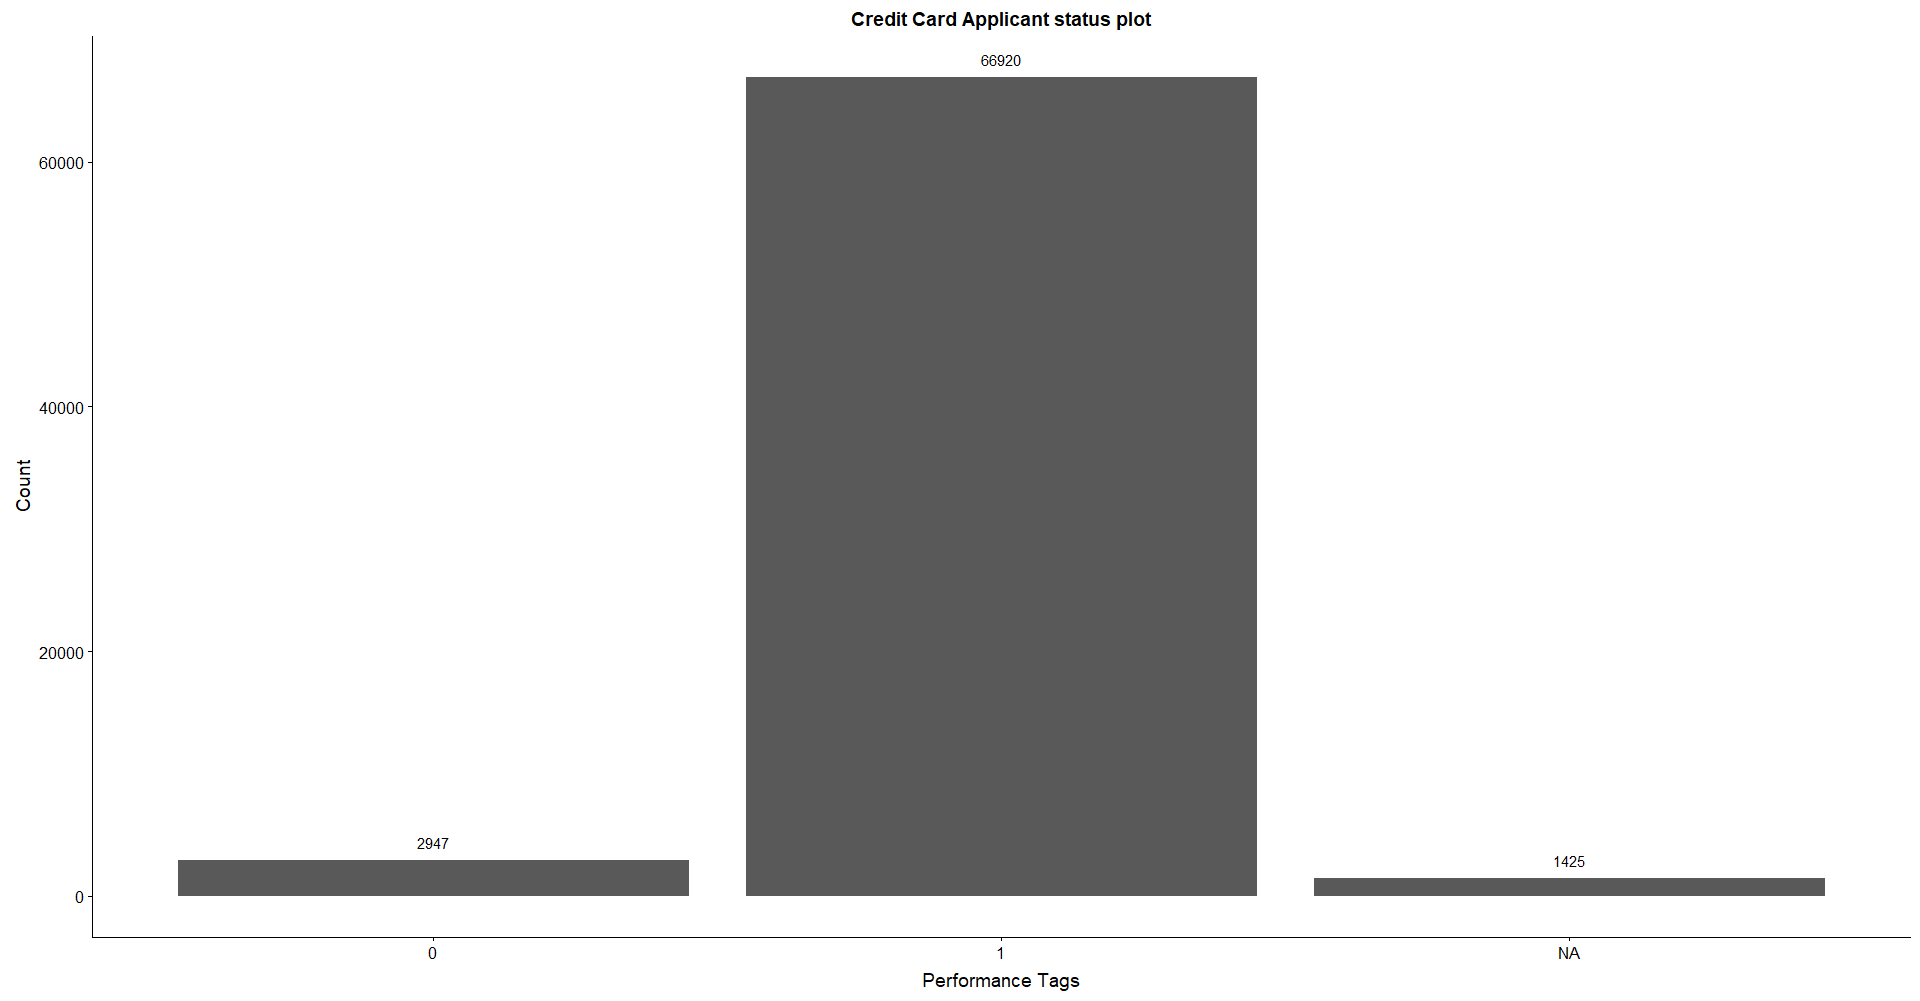 Credit Card Applicant status plot
66920
60000
40000
Count
20000
2947
1425
0
0
1
NA
Performance Tags